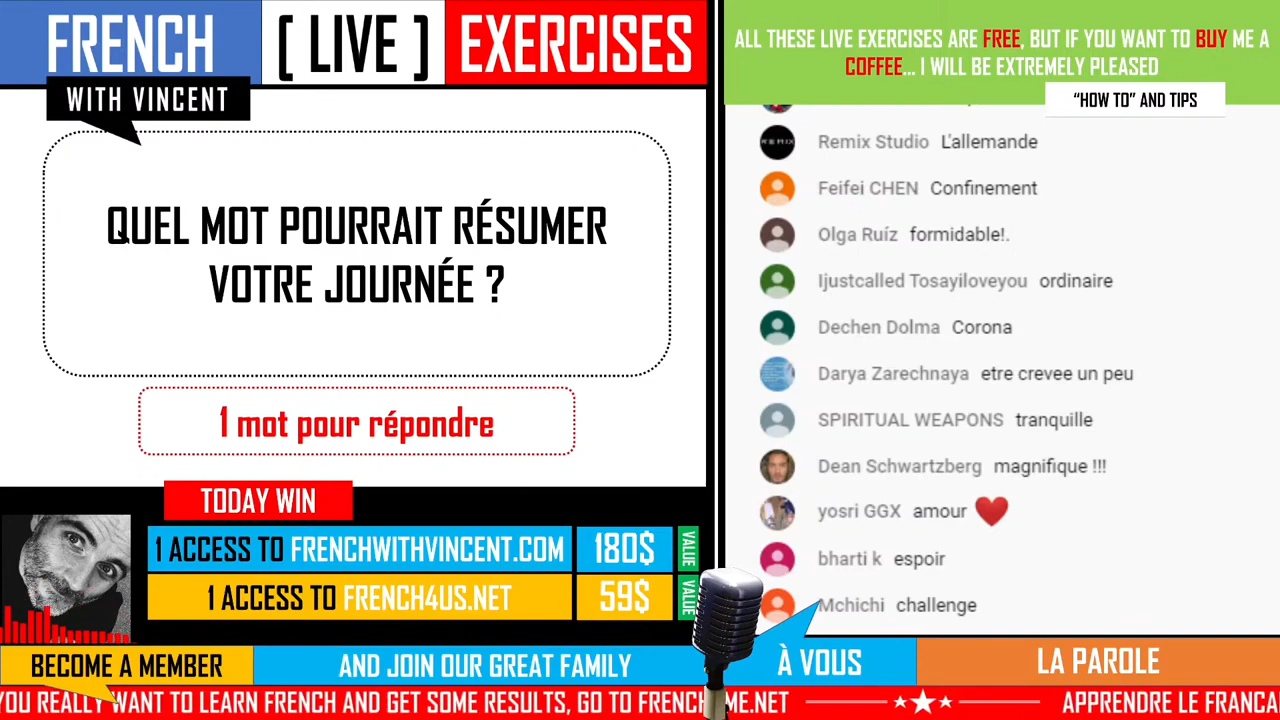 FRENCH [ LIVE ] EXERCISES
WITH VINCENT
QUEL MOT POURRAIT RÉSUMER
VOTRE JOURNÉE ?
1 mot pour répondre
TODAY WIN
1 ACCESS TO FRENCHWITHVINCENT.COM 180$ VALUE
1 ACCESS TO FRENCH4US.NET 59$ VALUE
ALL THESE LIVE EXERCISES ARE FREE, BUT IF YOU WANT TO BUY ME A
COFFEE... I WILL BE EXTREMELY PLEASED
“HOW TO” AND TIPS
Remix Studio L'allemande
Feifei CHEN Confinement
Olga Ruíz formidable!.
Ijustcalled Tosayiloveyou ordinaire
Dechen Dolma Corona
Darya Zarechnaya etre crevee un peu
SPIRITUAL WEAPONS tranquille
Dean Schwartzberg magnifique !!!
yosri GGX amour
bharti k espoir
Mchichi challenge
BECOME A MEMBER AND JOIN OUR GREAT FAMILY À VOUS LA PAROLE
YOU REALLY WANT TO LEARN FRENCH AND GET SOME RESULTS, GO TO FRENCH ME.NET APPRENDRE LE FRANCA